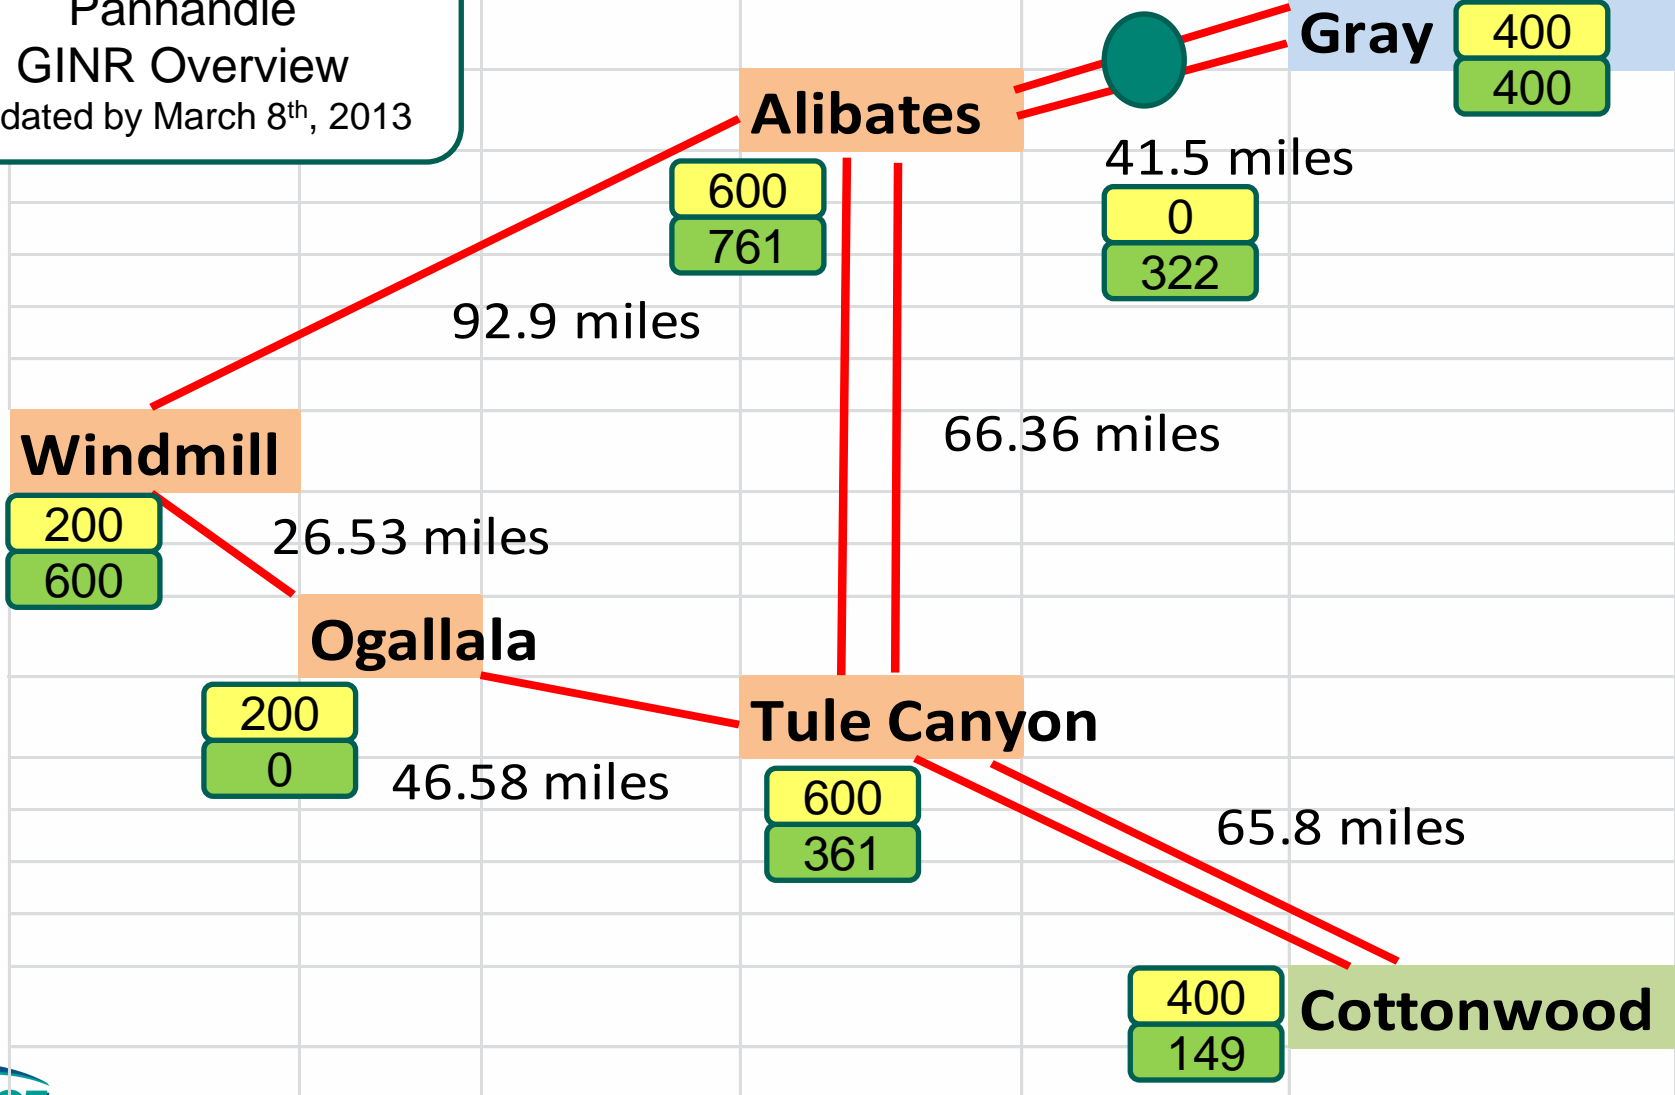 Panhandle
GINR Overview
dated by March 8th, 2013
Gray
400
400
Alibates
600
761
41.5 miles
0
322
92.9 miles
66.36 miles
Windmill
200
600
26.53 miles
Ogallala
200
0
46.58 miles
Tule Canyon
600
361
65.8 miles
400
149
Cottonwood